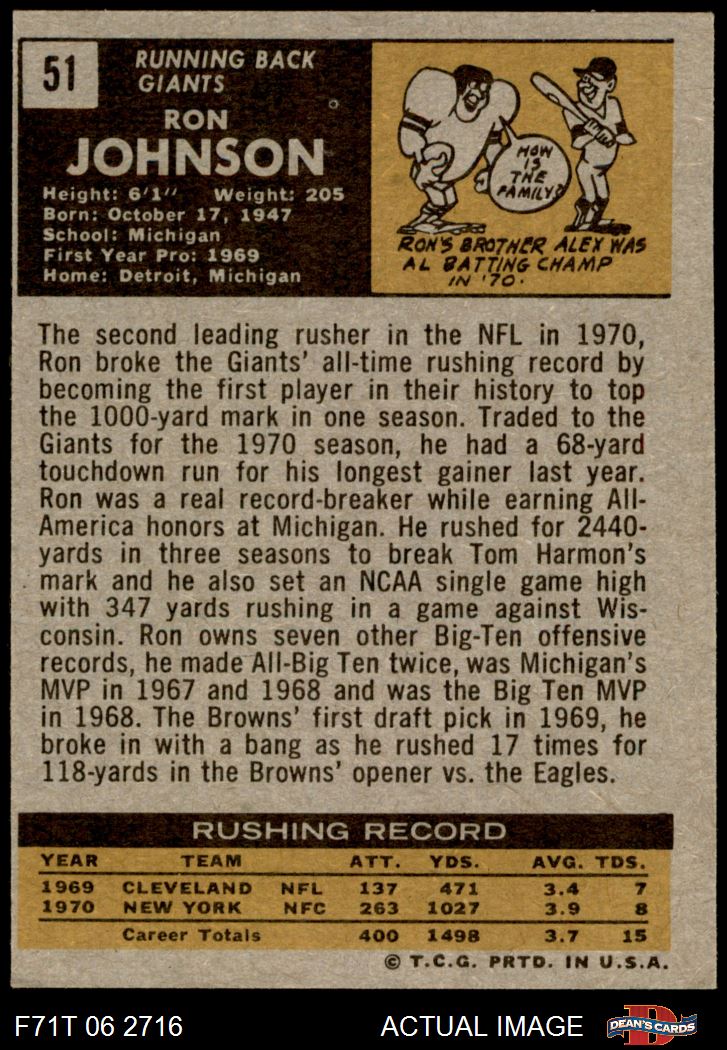 51
RUNNING BACK
GIANTS
RON
JOHNSON
Height: 6'1" Weight: 205
Born: October 17, 1947
School: Michigan
First Year Pro: 1969
Home: Detroit, Michigan
HOW
IS
THE
FAMILY?
RON'S BROTHER ALEX WAS
AL BATTING CHAMP
IN '70.
The second leading rusher in the NFL in 1970,
Ron broke the Giants' all-time rushing record by
becoming the first player in their history to top
the 1000-yard mark in one season. Traded to the
Giants for the 1970 season, he had a 68-yard
touchdown run for his longest gainer last year.
Ron was a real record-breaker while earning All-
America honors at Michigan. He rushed for 2440-
yards in three seasons to break Tom Harmon's
mark and he also set an NCAA single game high
with 347 yards rushing in a game against Wis-
consin. Ron owns seven other Big-Ten offensive
records, he made All-Big Ten twice, was Michigan's
MVP in 1967 and 1968 and was the Big Ten MVP
in 1968. The Browns' first draft pick in 1969, he
broke in with a bang as he rushed 17 times for
118-yards in the Browns' opener vs. the Eagles.
RUSHING RECORD
YEAR TEAM ATT. YDS. AVG. TDS.
1969 CLEVELAND NFL 137 471 3.4 7
1970 NEW YORK NFC 263 1027 3.9 8
Career Totals 400 1498 3.7 15
© T.C.G. PRTD. IN U.S.A.
F71T 06 2716 ACTUAL IMAGE D DEAN'S CARDS